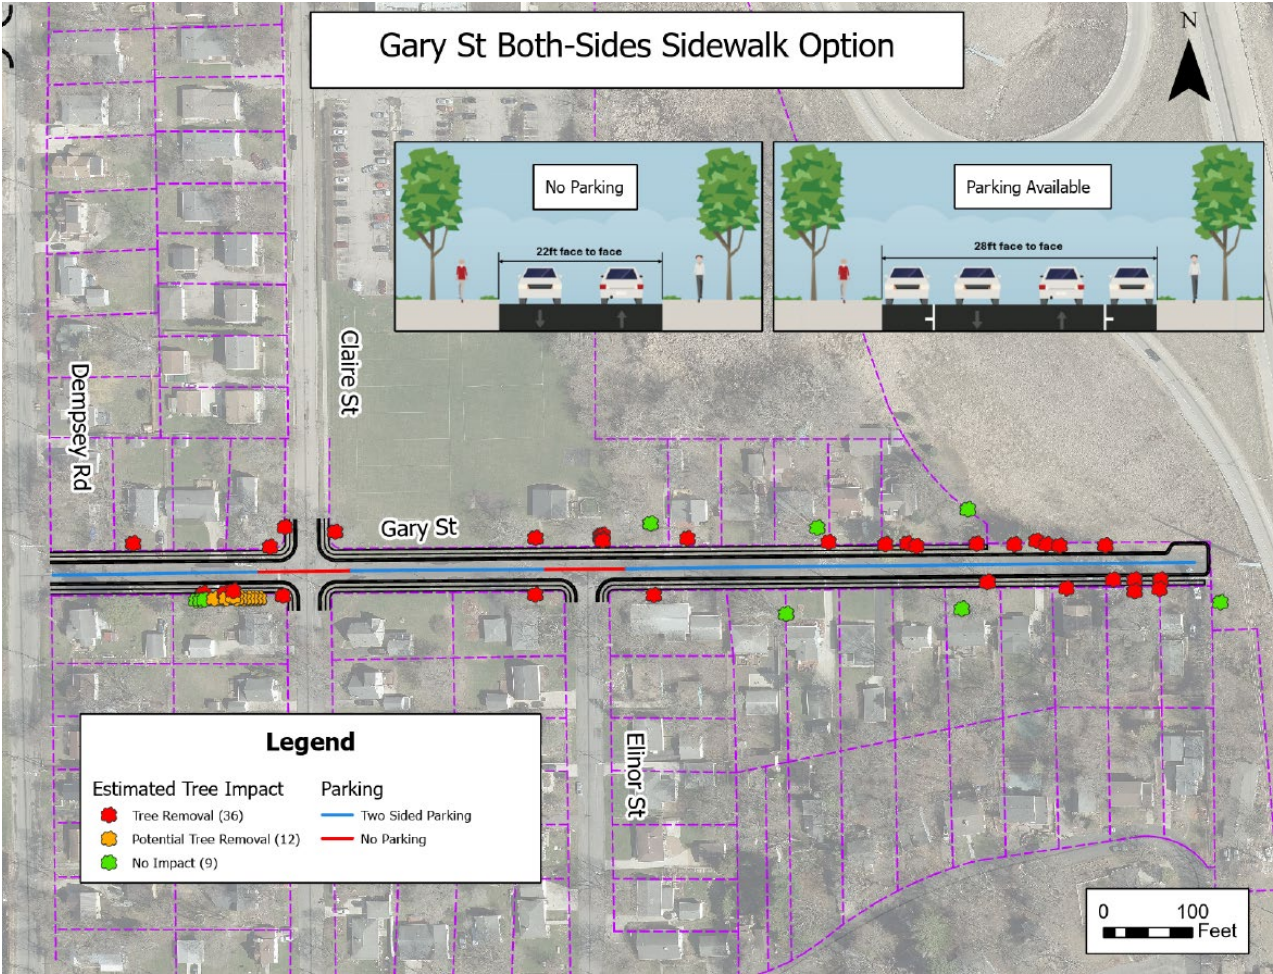 Gary St Both-Sides Sidewalk Option
N
No Parking
22ft face to face
Parking Available
28ft face to face
Claire St
Dempsey Rd
Gary St
Elinor St
Legend
Estimated Tree Impact
Tree Removal (36)
Potential Tree Removal (12)
No Impact (9)
Parking
Two Sided Parking
No Parking
0 100
Feet